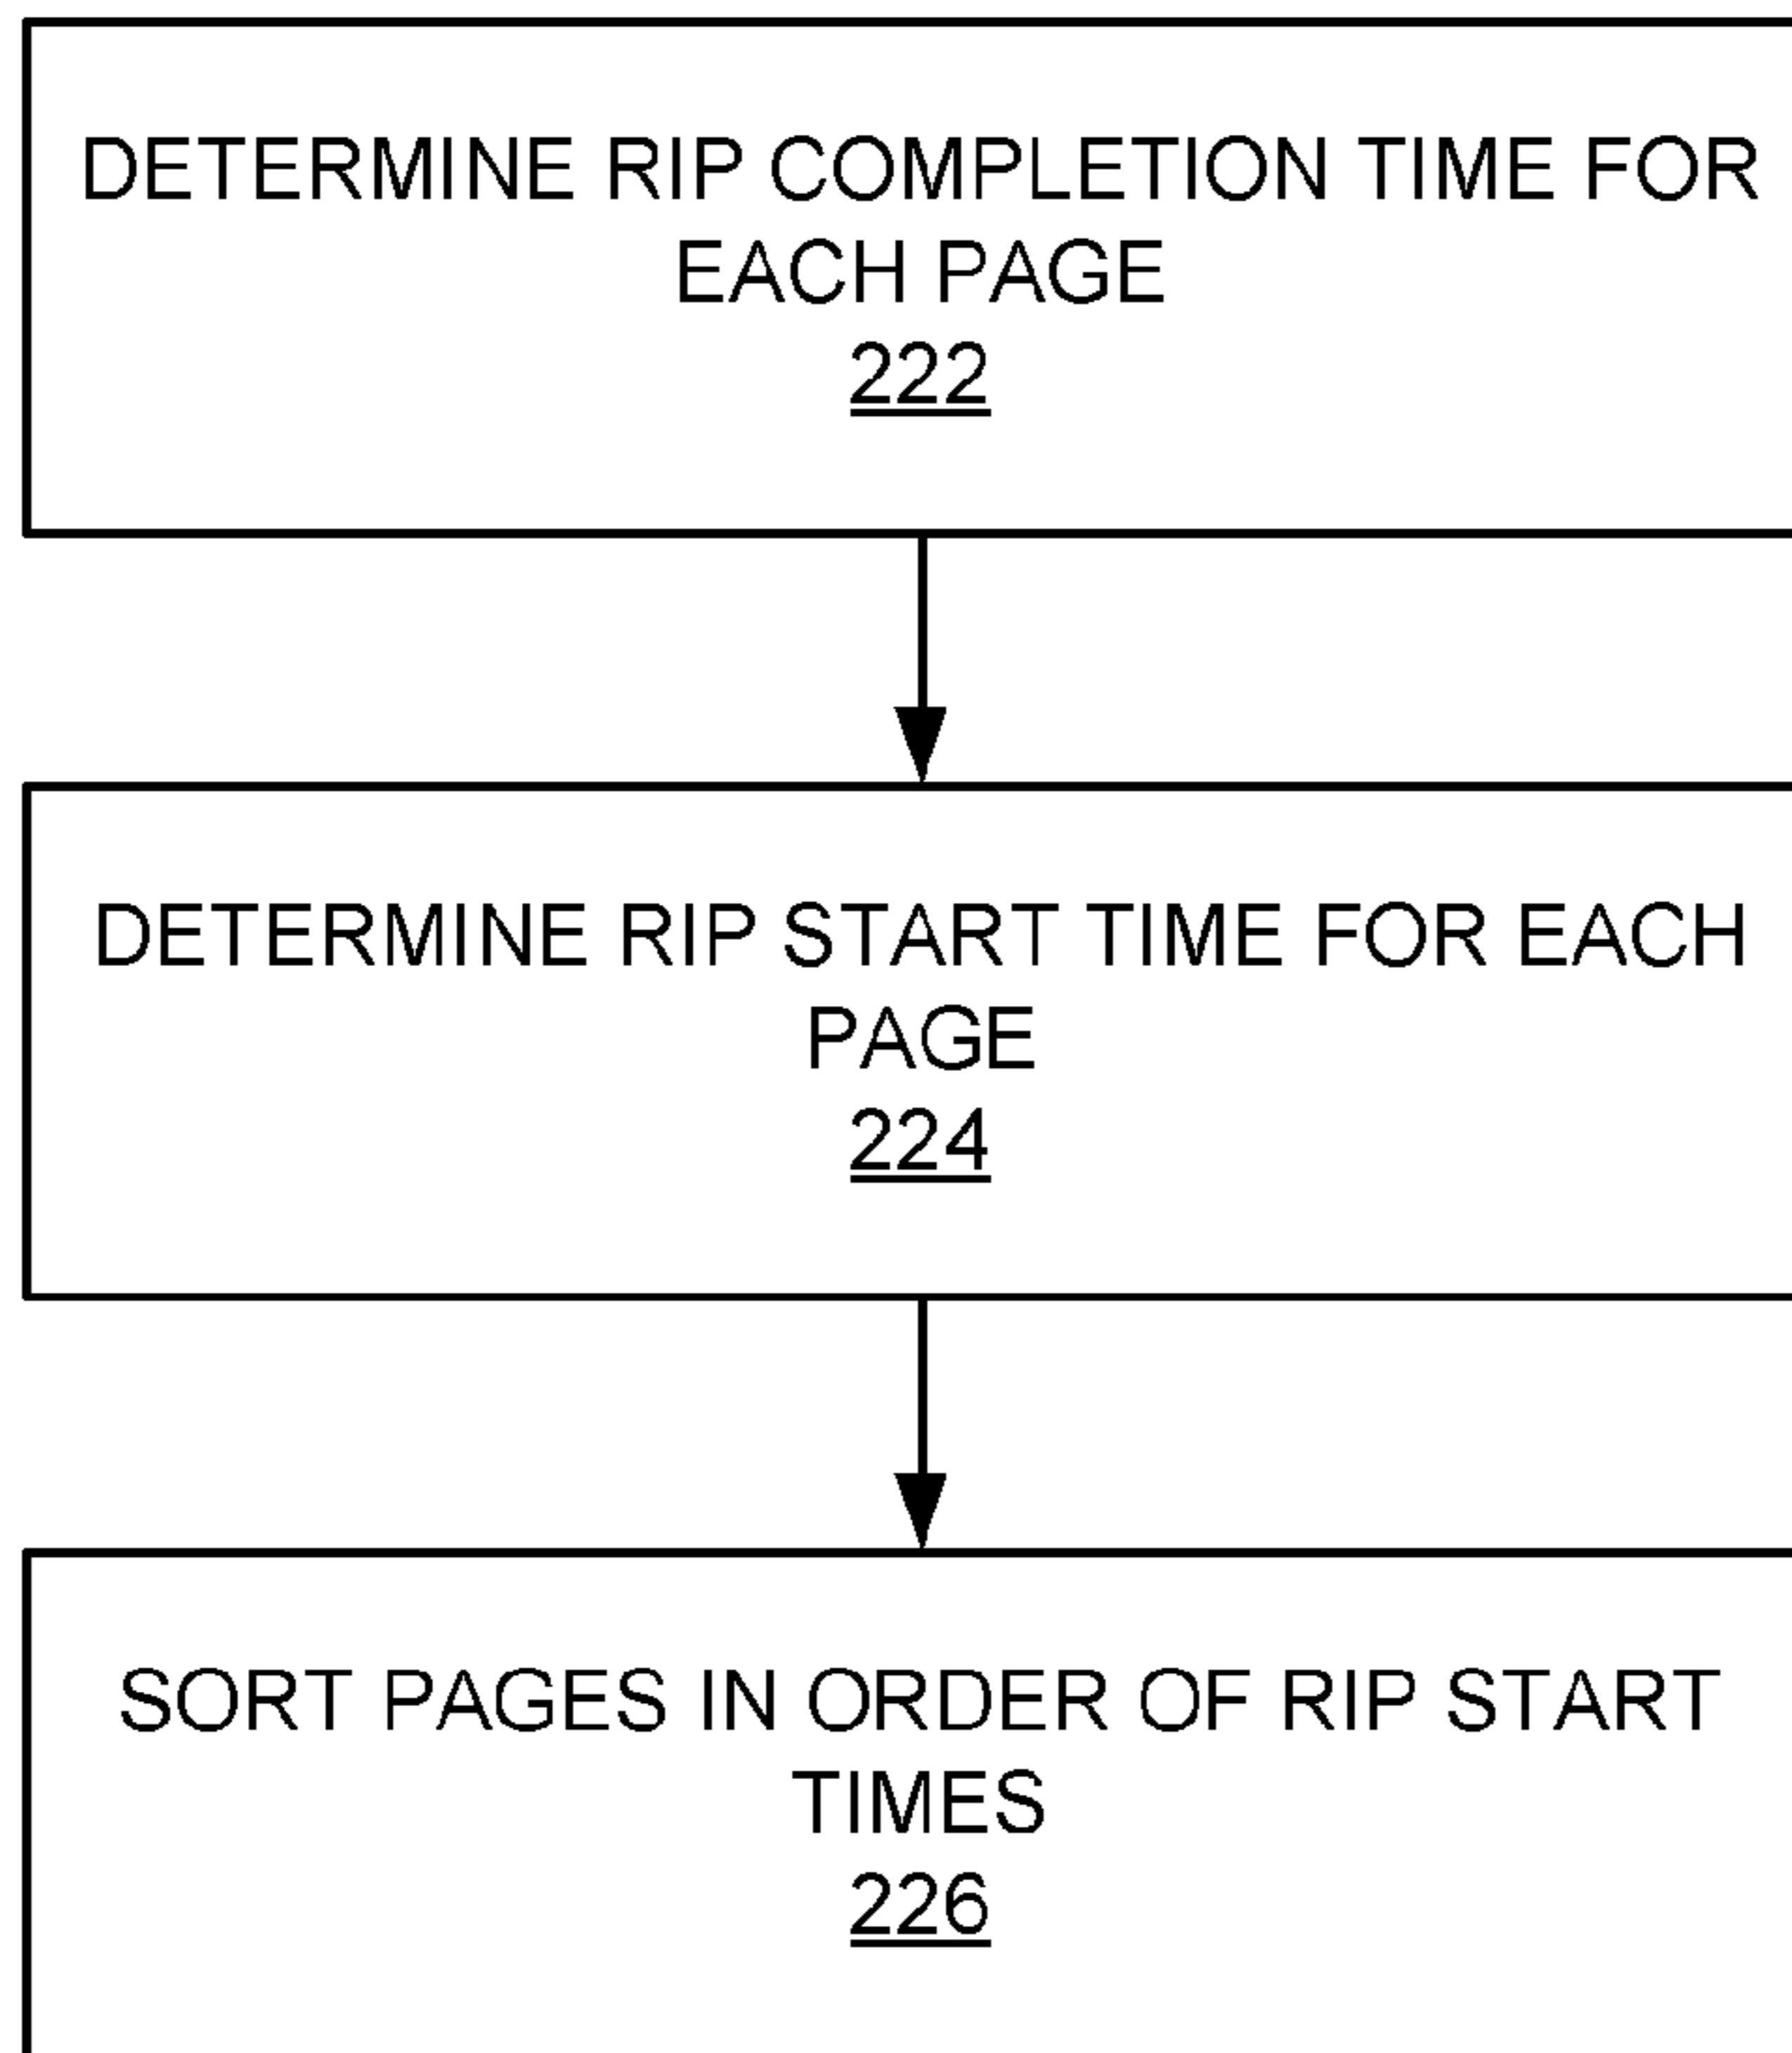 DETERMINE RIP COMPLETION TIME FOR
EACH PAGE
222
DETERMINE RIP START TIME FOR EACH
PAGE
224
SORT PAGES IN ORDER OF RIP START
TIMES
226